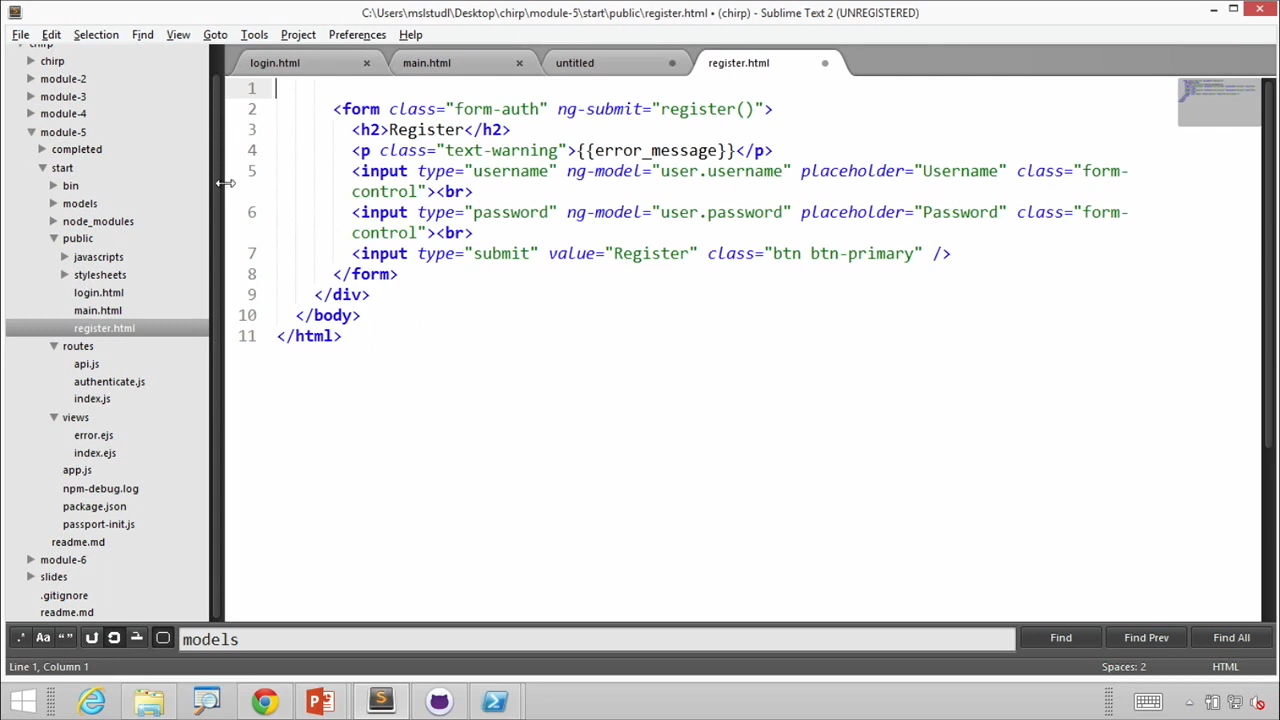 C:\Users\mslstudl\Desktop\chirp\module-5\start\public\register.html • (chirp) - Sublime Text 2 (UNREGISTERED)
File Edit Selection Find View Goto Tools Project Preferences Help
login.html × main.html × untitled register.html
chirp
chirp
module-2
module-3
module-4
module-5
completed
start
bin
models
node_modules
public
javascripts
stylesheets
login.html
main.html
register.html
routes
api.js
authenticate.js
index.js
views
error.ejs
index.ejs
app.js
npm-debug.log
package.json
passport-init.js
readme.md
module-6
slides
.gitignore
readme.md
1
2 <form class="form-auth" ng-submit="register()">
3 <h2>Register</h2>
4 <p class="text-warning">{{error_message}}</p>
5 <input type="username" ng-model="user.username" placeholder="Username" class="form-
control"><br>
6 <input type="password" ng-model="user.password" placeholder="Password" class="form-
control"><br>
7 <input type="submit" value="Register" class="btn btn-primary" />
8 </form>
9 </div>
10 </body>
11 </html>
.* Aa “ ” models Find Find Prev Find All
Line 1, Column 1 Spaces: 2 HTML